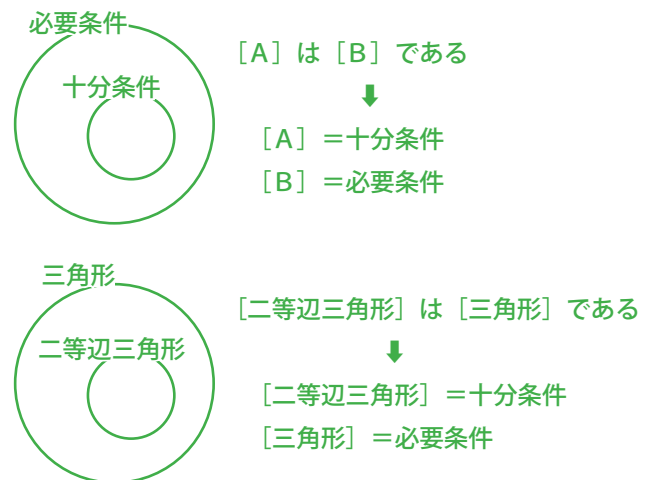 必要条件
十分条件
［A］は［B］である
［A］＝十分条件
［B］＝必要条件
三角形
二等辺三角形
［二等辺三角形］は［三角形］である
［二等辺三角形］＝十分条件
［三角形］＝必要条件